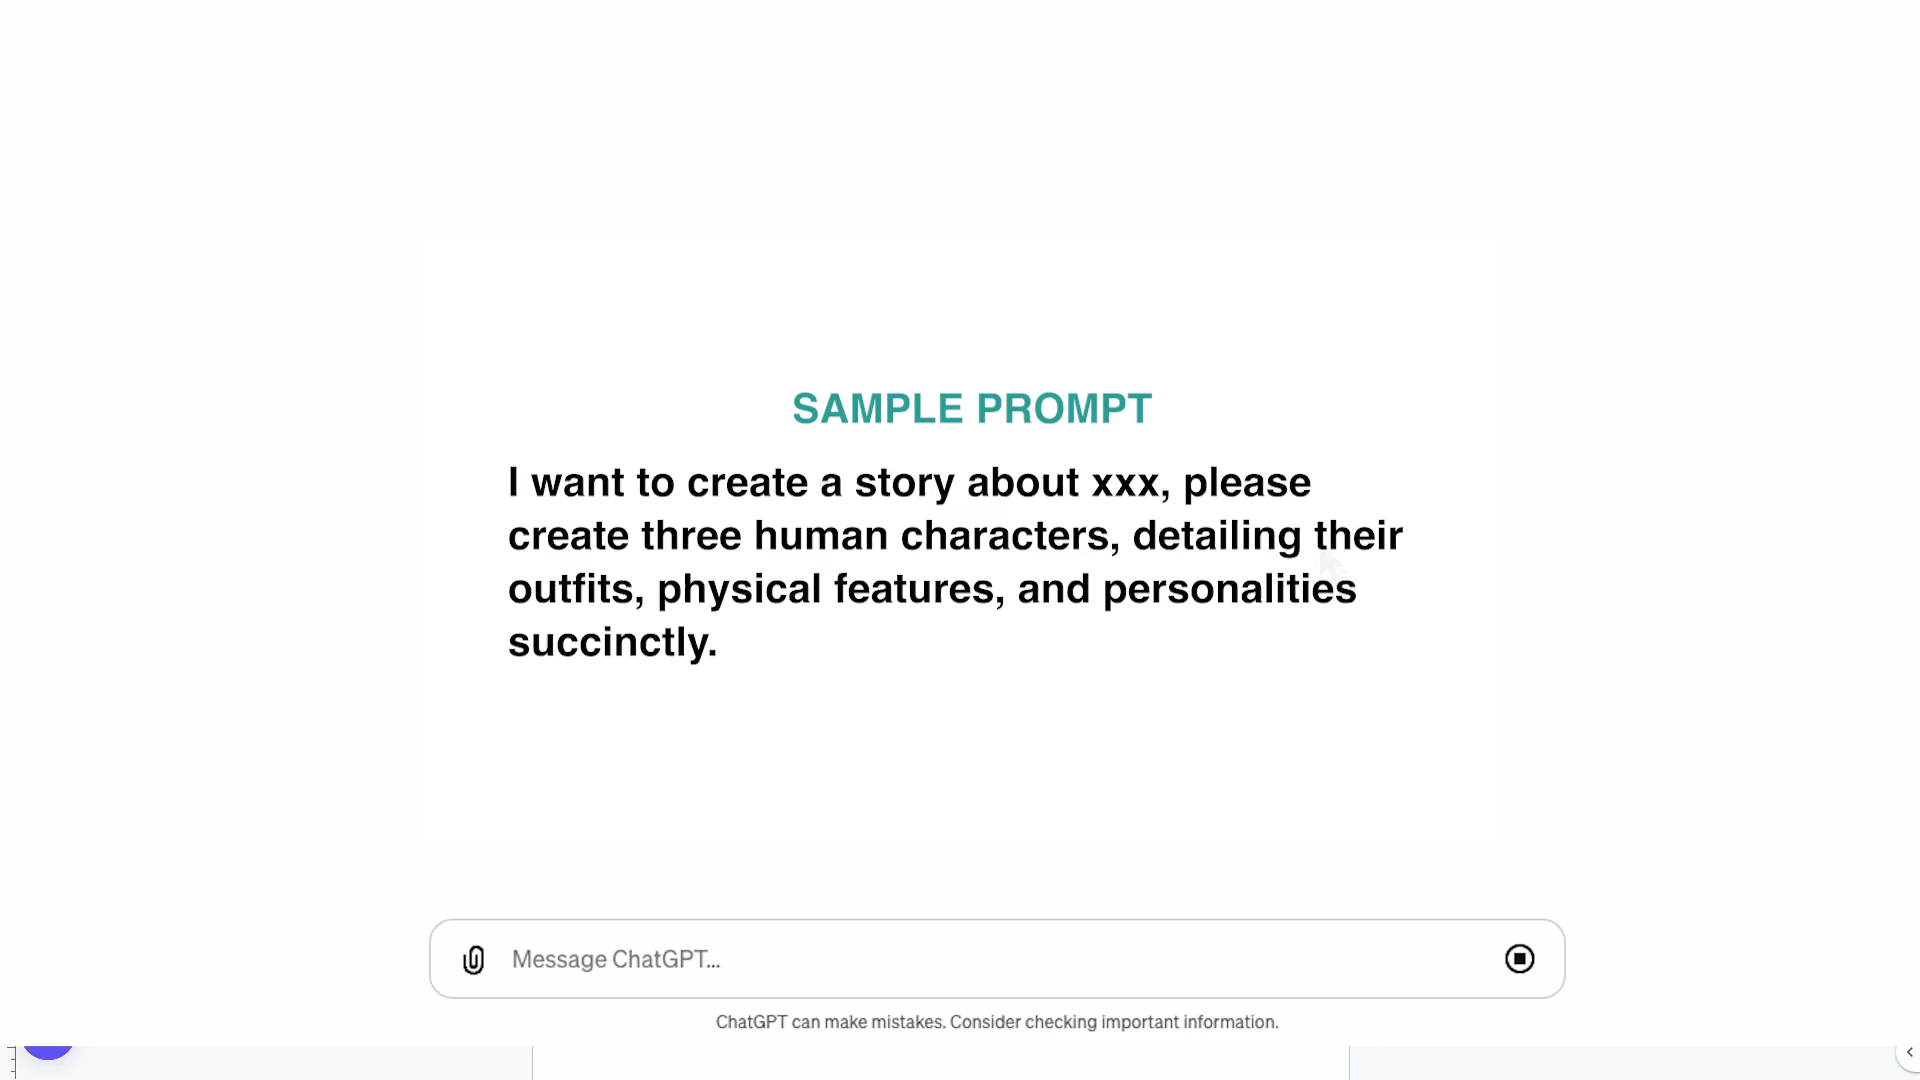 SAMPLE PROMPT
I want to create a story about xxx, please
create three human characters, detailing their
outfits, physical features, and personalities
succinctly.
Message ChatGPT...
ChatGPT can make mistakes. Consider checking important information.